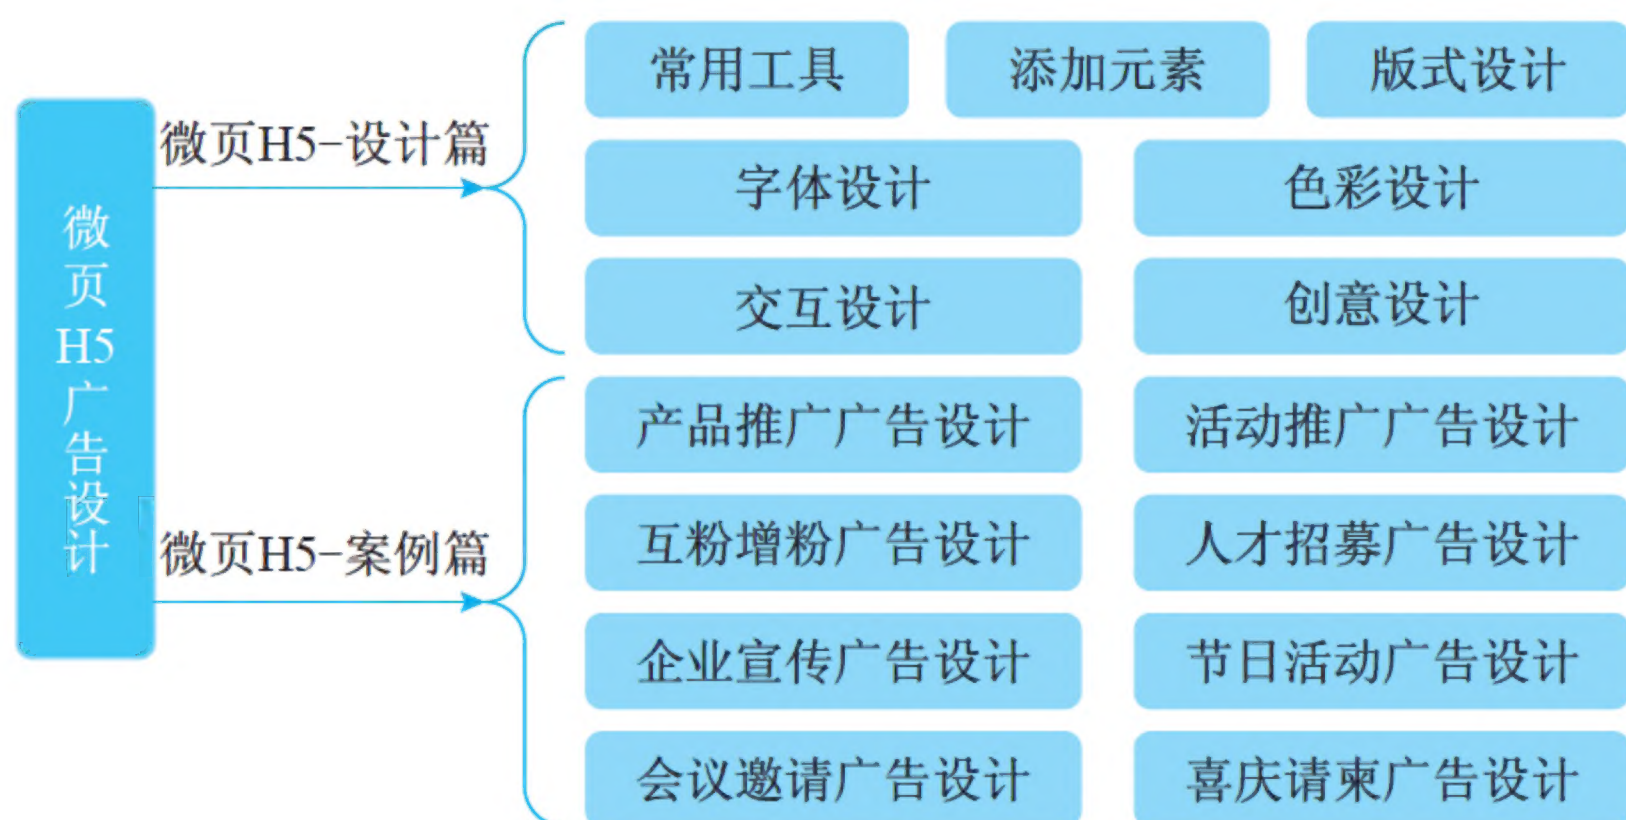 微页H5广告设计
微页H5-设计篇
常用工具 添加元素 版式设计
字体设计 色彩设计
交互设计 创意设计
微页H5-案例篇
产品推广广告设计 活动推广广告设计
互粉增粉广告设计 人才招募广告设计
企业宣传广告设计 节日活动广告设计
会议邀请广告设计 喜庆请柬广告设计